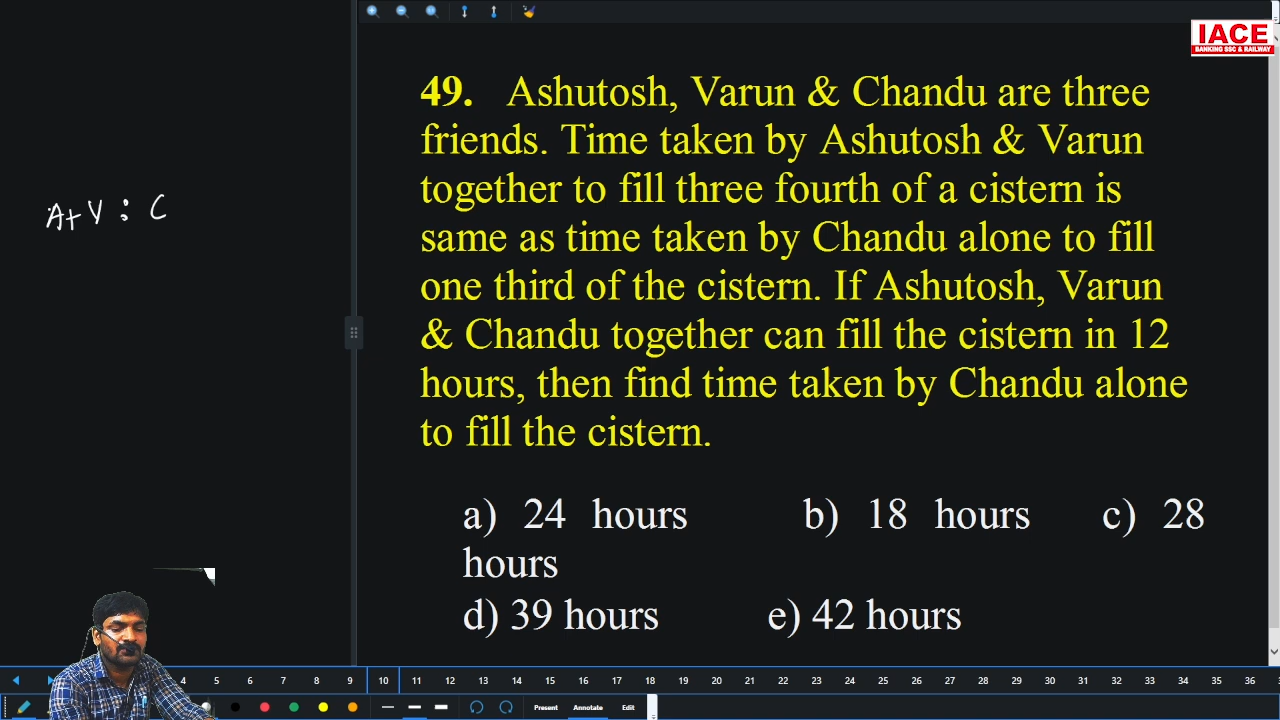 IACE
BANKING SSC & RAILWAY
49. Ashutosh, Varun & Chandu are three
friends. Time taken by Ashutosh & Varun
together to fill three fourth of a cistern is
same as time taken by Chandu alone to fill
one third of the cistern. If Ashutosh, Varun
& Chandu together can fill the cistern in 12
hours, then find time taken by Chandu alone
to fill the cistern.
A+V : C
a) 24 hours b) 18 hours c) 28
hours
d) 39 hours e) 42 hours
4 5 6 7 8 9 10 11 12 13 14 15 16 17 18 19 20 21 22 23 24 25 26 27 28 29 30 31 32 33 34 35 36
Present Annotate Edit